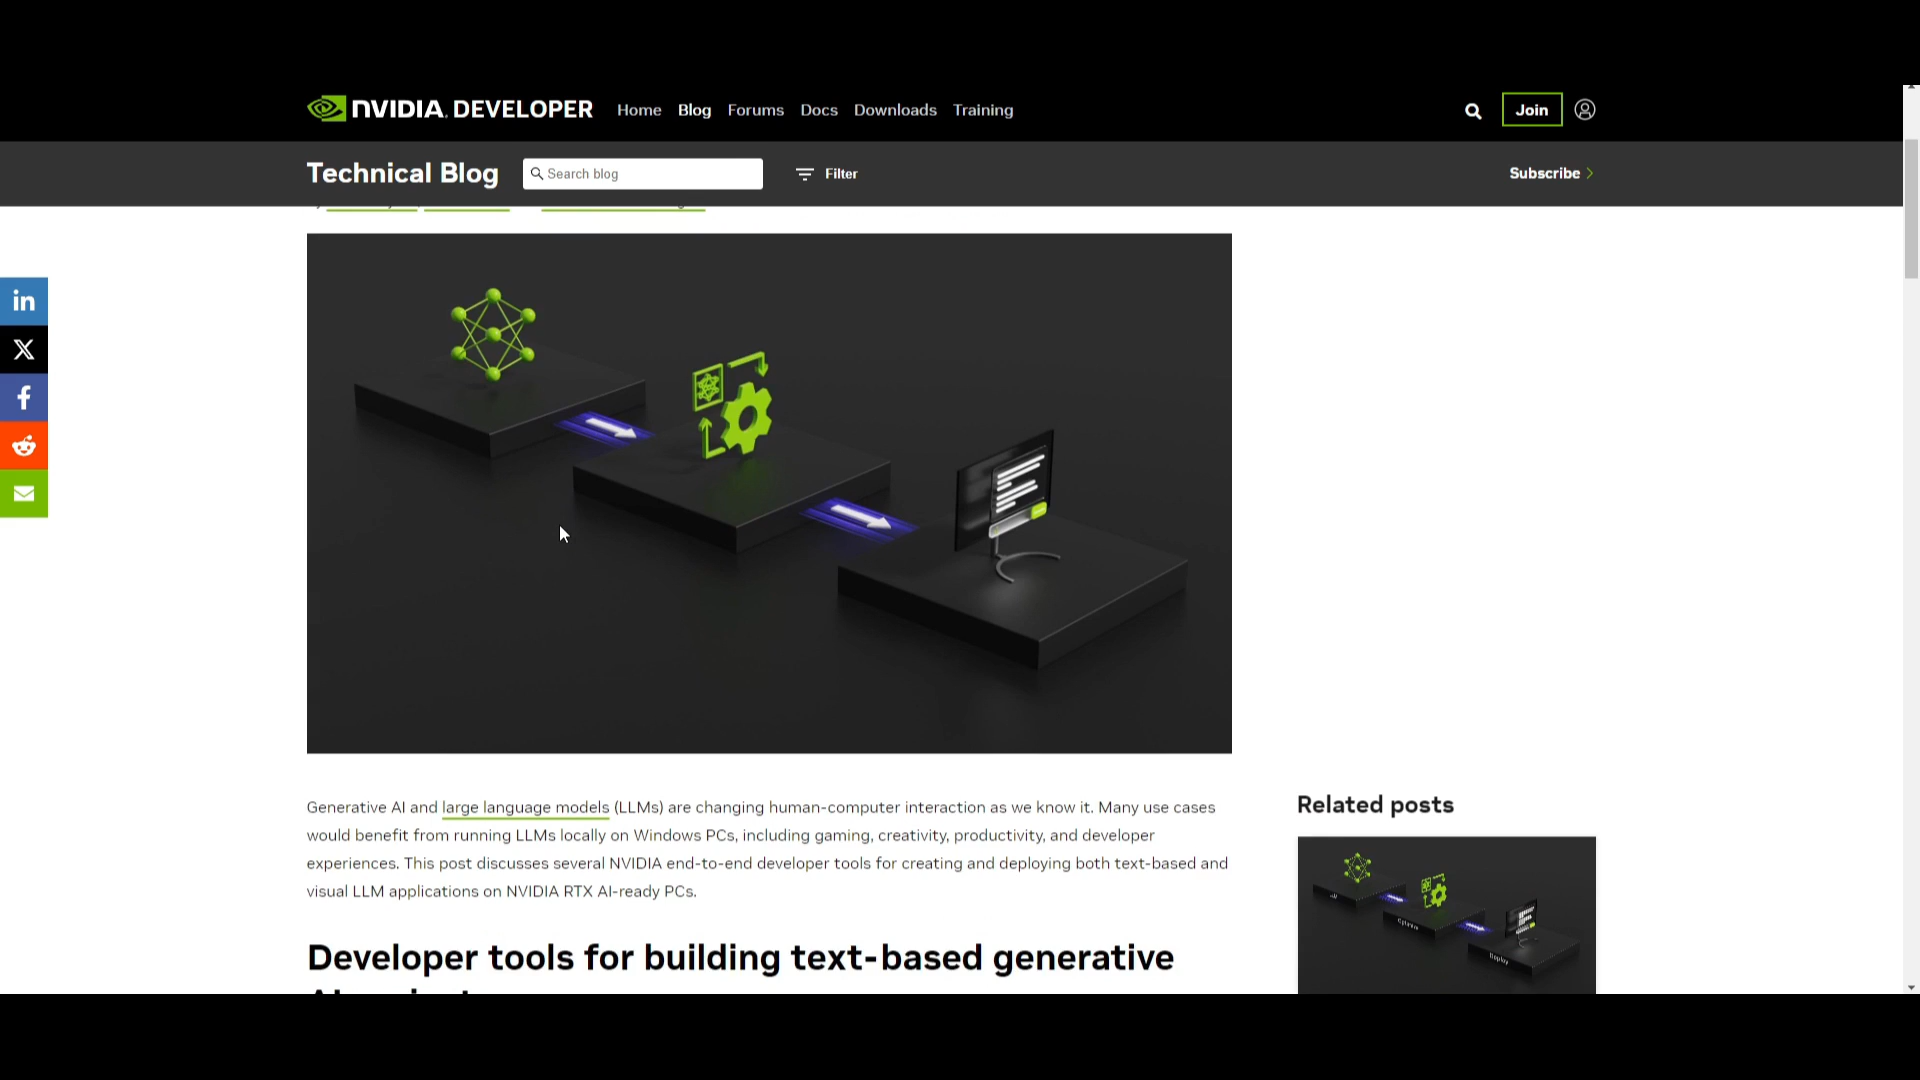 NVIDIA. DEVELOPER Home Blog Forums Docs Downloads Training Join
Technical Blog Search blog Filter Subscribe
in
X
f
Generative AI and large language models (LLMs) are changing human-computer interaction as we know it. Many use cases
would benefit from running LLMs locally on Windows PCs, including gaming, creativity, productivity, and developer
experiences. This post discusses several NVIDIA end-to-end developer tools for creating and deploying both text-based and
visual LLM applications on NVIDIA RTX AI-ready PCs.
Related posts
Optimize
Deploy
Developer tools for building text-based generative